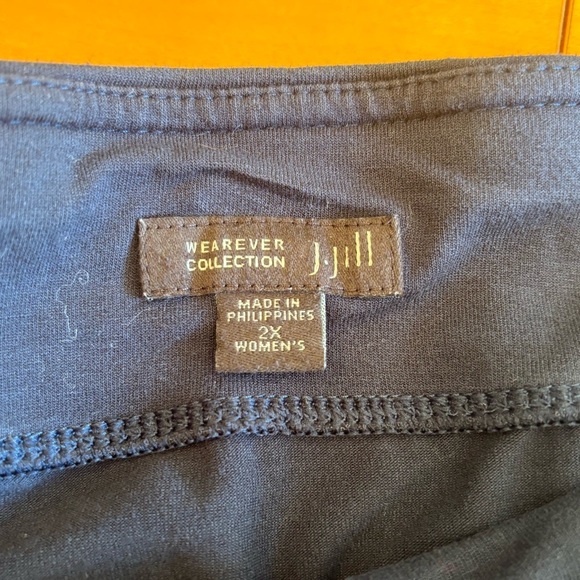 WEAREVER
COLLECTION
J.Jill
MADE IN
PHILIPPINES
2X
WOMEN'S